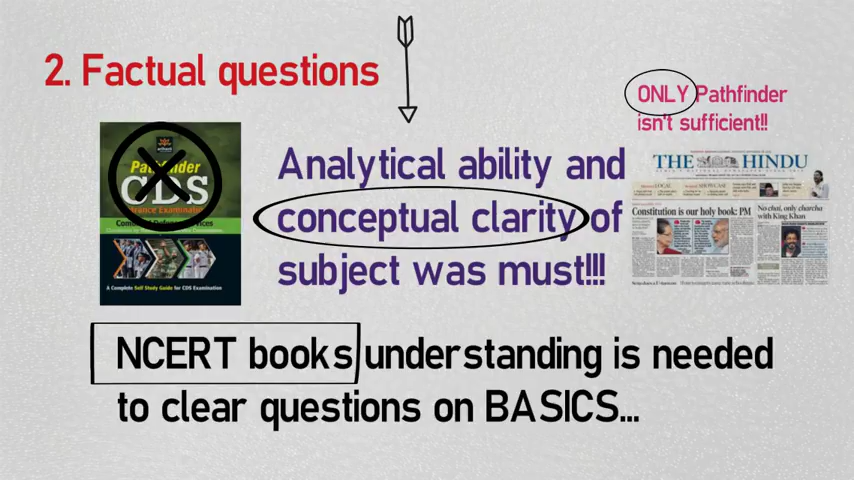 2. Factual questions
ONLY Pathfinder
isn't sufficient!!
Pathfinder
CDS
A Complete Self Study Guide for CDS Examination
Analytical ability and
conceptual clarity of
subject was must!!!
THE HINDU
Constitution is our holy book: PM
No chai, only charcha
with King Khan
NCERT books understanding is needed
to clear questions on BASICS...